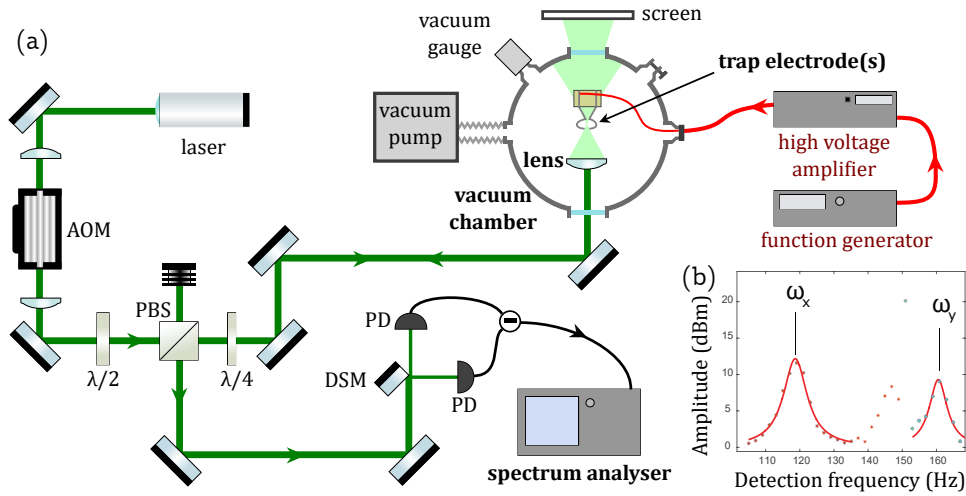 (a)
screen
vacuum
gauge
trap electrode(s)
laser
vacuum
pump
lens
high voltage
amplifier
vacuum
chamber
AOM
function generator
(b)
PBS
PD
λ/2
λ/4
DSM
PD
spectrum analyser
ωx
ωy
Amplitude (dBm)
20
15
10
5
0
110
120
130
140
150
160
Detection frequency (Hz)